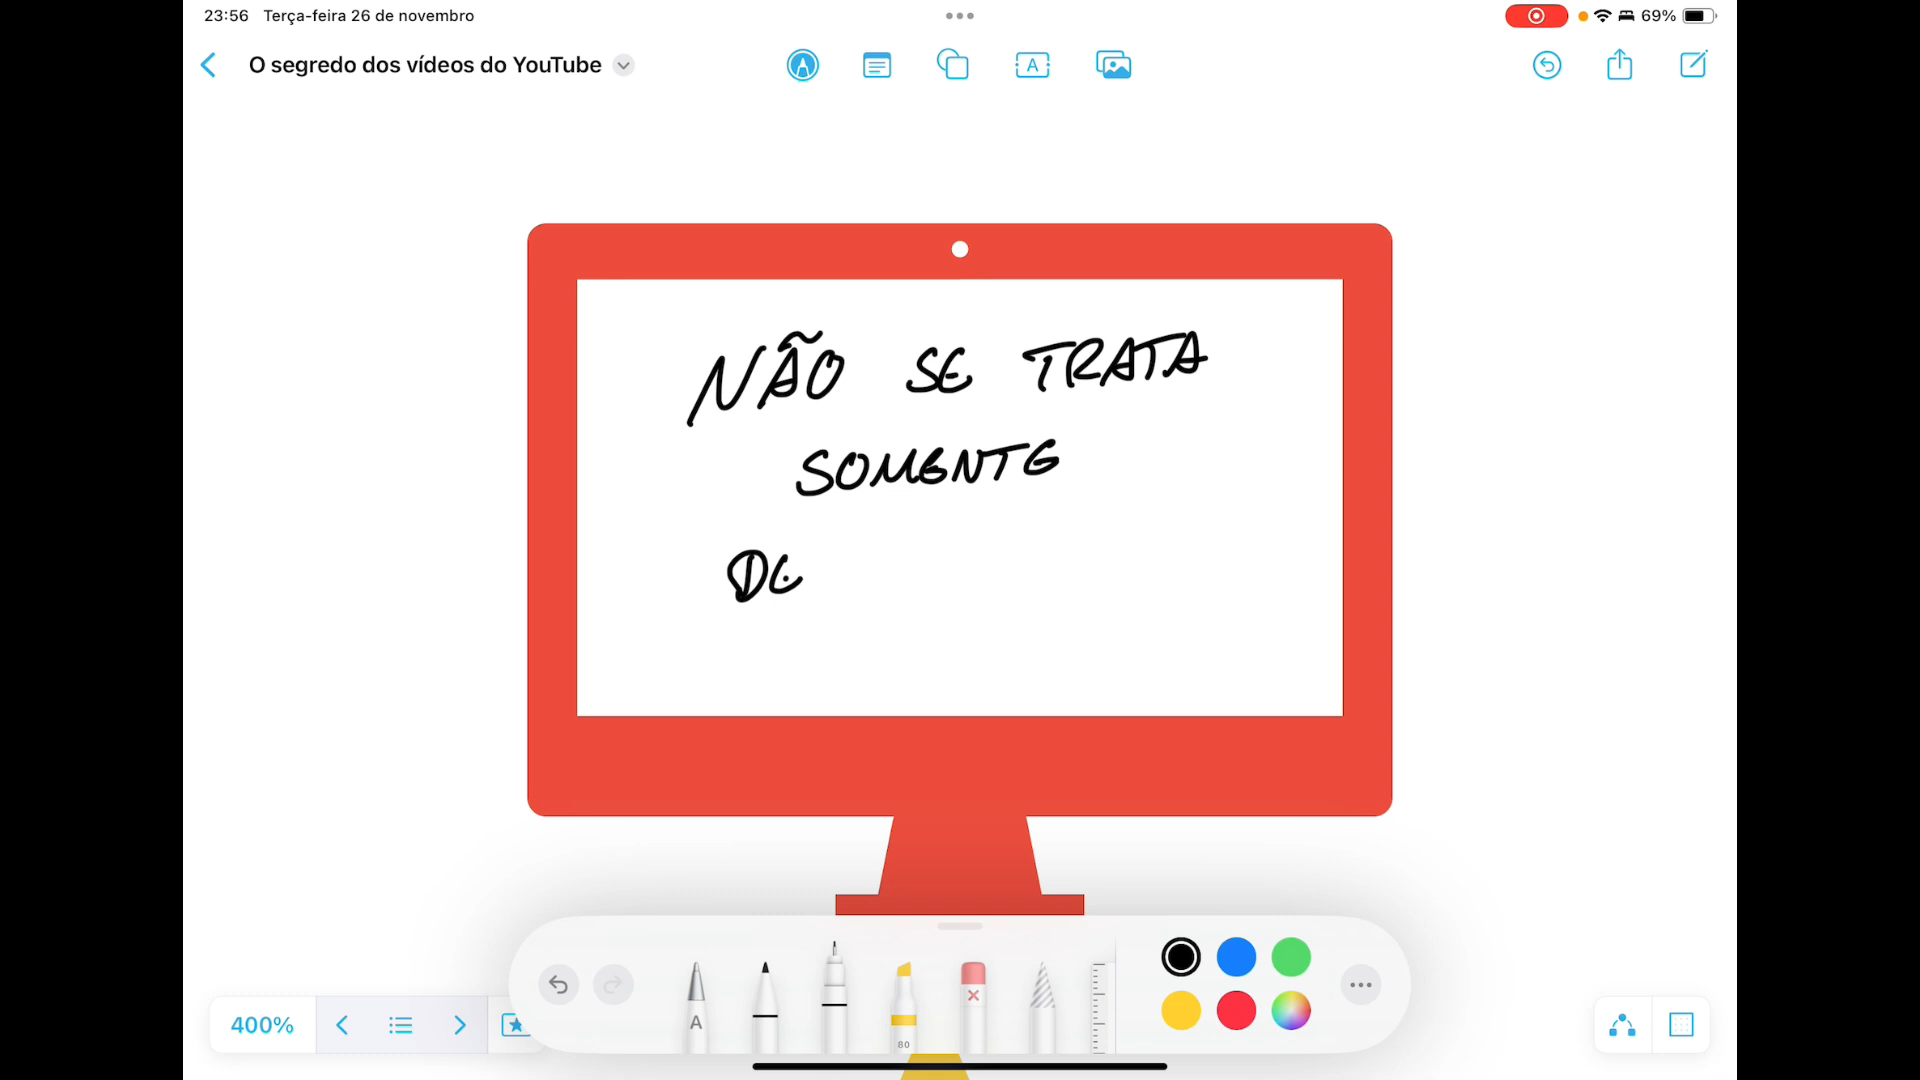 23:56 Terça-feira 26 de novembro
69%
O segredo dos vídeos do YouTube
A
NÃO SE TRATA
SOMENTE
DE
400%
A
80